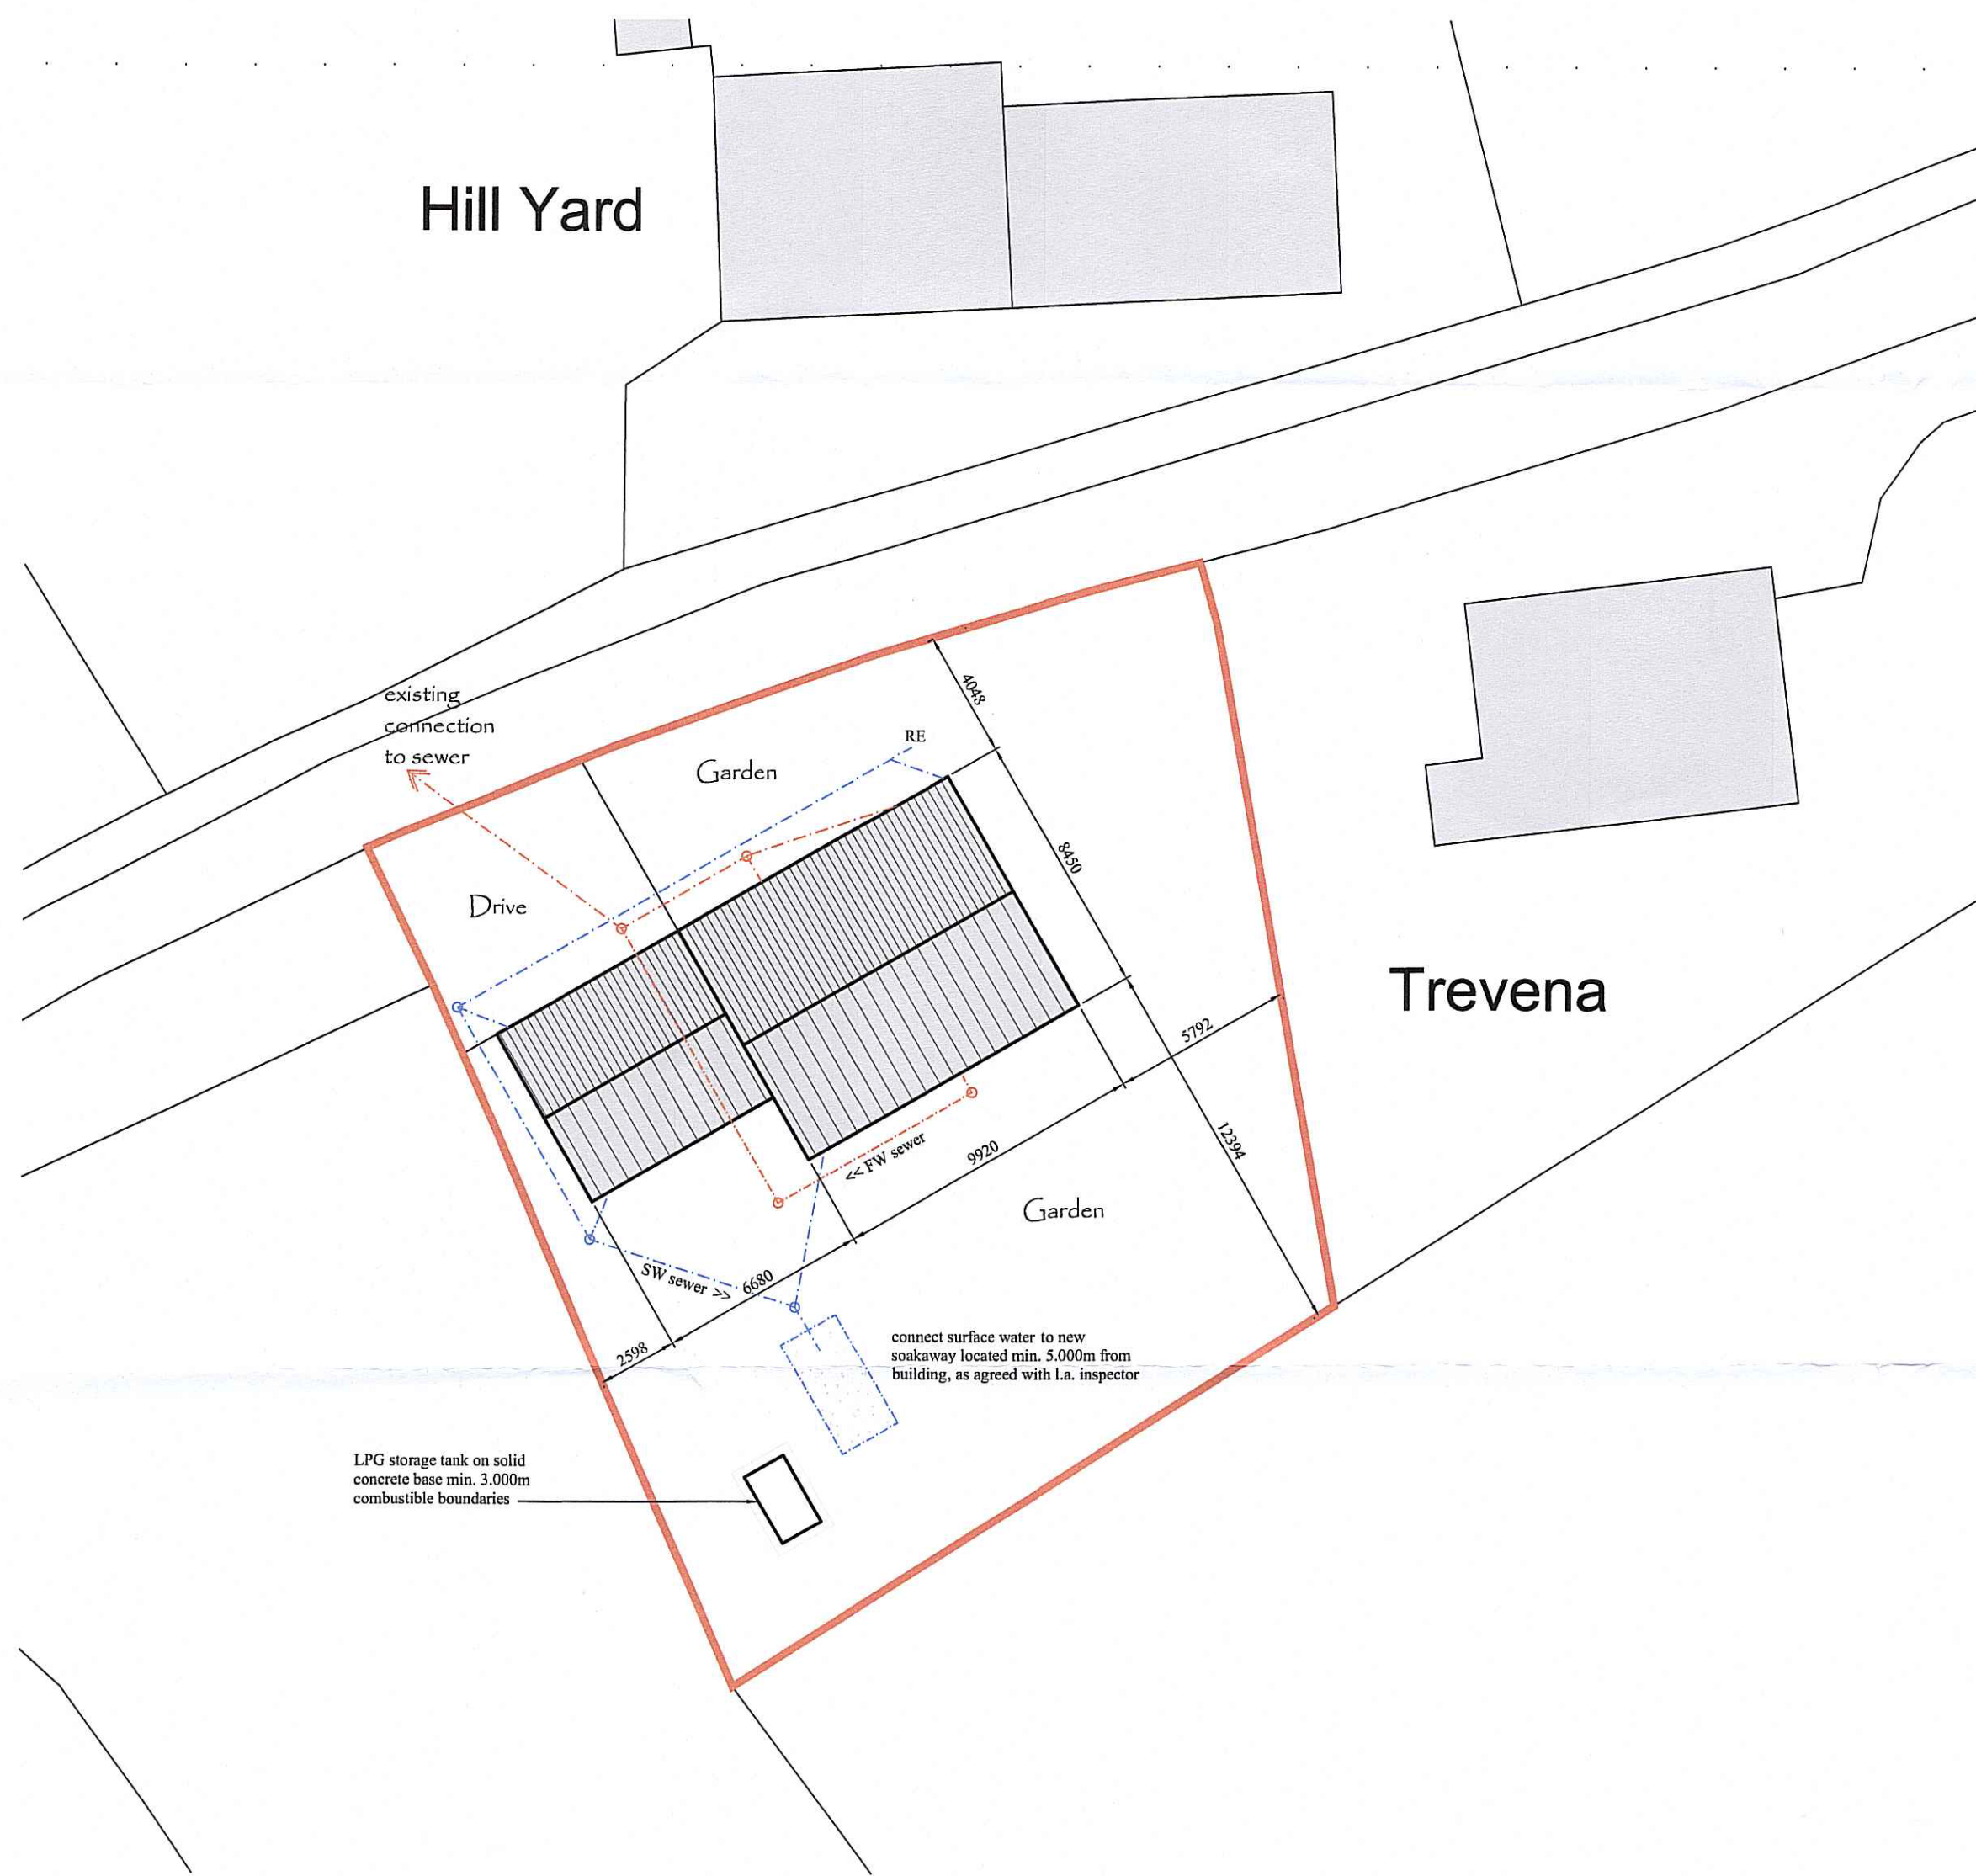 Hill Yard
existing
connection
to sewer
4048
RE
Garden
8450
Drive
Trevena
5792
<< FW sewer
9920
12394
Garden
SW sewer >>
6680
2598
connect surface water to new
soakaway located min. 5.000m from
building, as agreed with l.a. inspector
LPG storage tank on solid
concrete base min. 3.000m
combustible boundaries